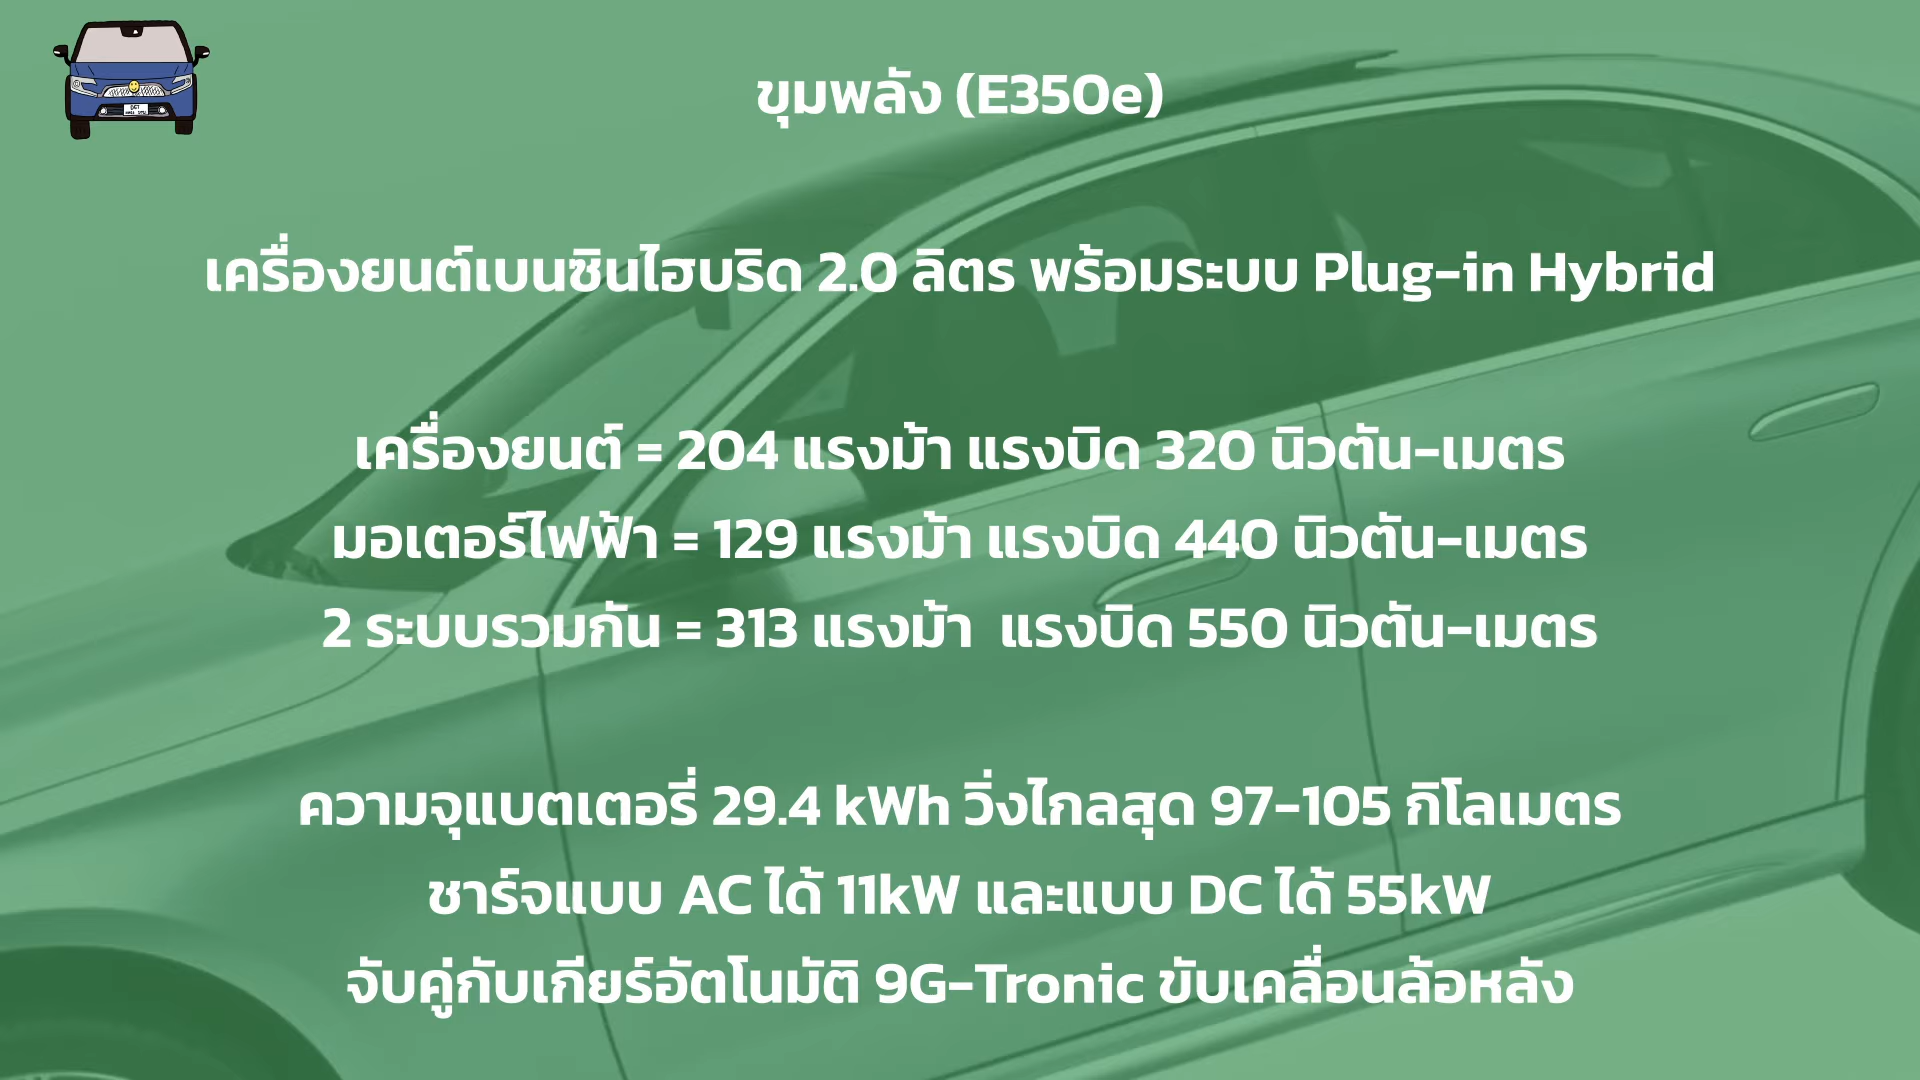 ขุมพลัง (E350e)
เครื่องยนต์เบนซินไฮบริด 2.0 ลิตร พร้อมระบบ Plug-in Hybrid
เครื่องยนต์ = 204 แรงม้า แรงบิด 320 นิวตัน-เมตร
มอเตอร์ไฟฟ้า = 129 แรงม้า แรงบิด 440 นิวตัน-เมตร
2 ระบบรวมกัน = 313 แรงม้า  แรงบิด 550 นิวตัน-เมตร
ความจุแบตเตอรี่ 29.4 kWh วิ่งไกลสุด 97-105 กิโลเมตร
ชาร์จแบบ AC ได้ 11kW และแบบ DC ได้ 55kW
จับคู่กับเกียร์อัตโนมัติ 9G-Tronic ขับเคลื่อนล้อหลัง